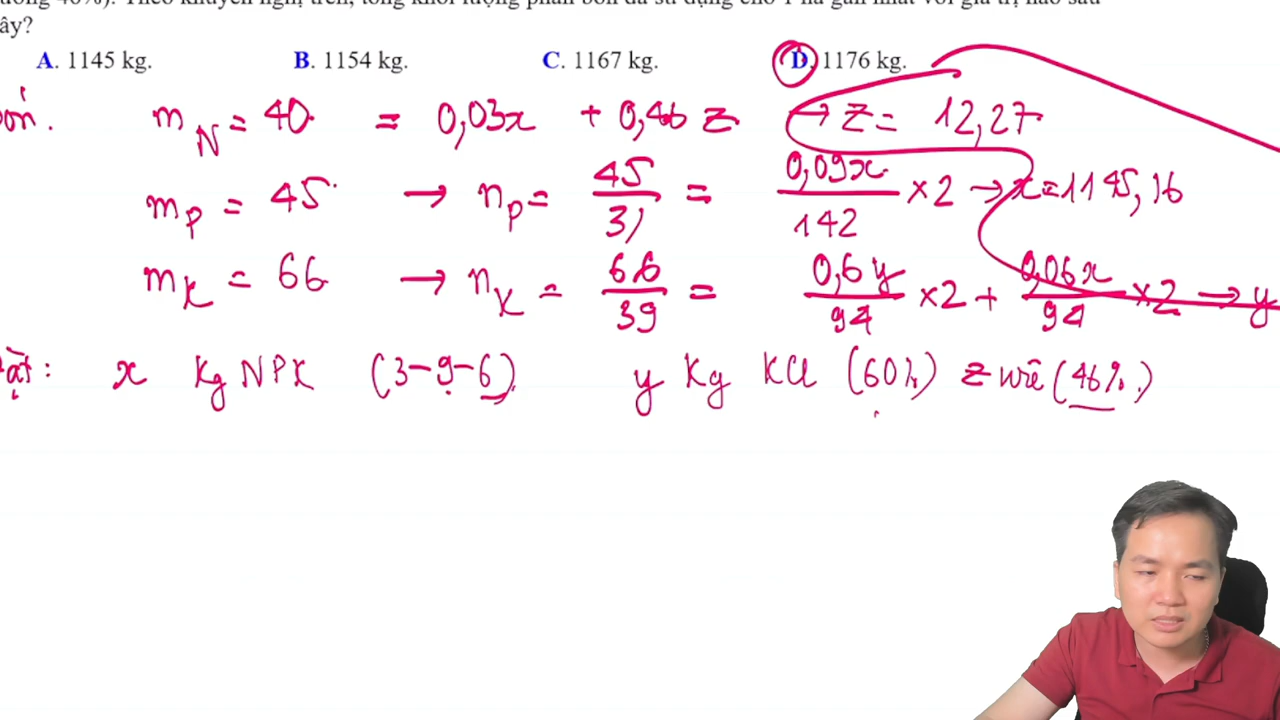 ây?
A. 1145 kg. B. 1154 kg. C. 1167 kg. D. 1176 kg.
m_N = 40 = 0,03x + 0,46 z → z = 12,27
m_P = 45 → n_P = 45/31 = 0,09x/142 ×2 → x = 1145,16
m_K = 66 → n_K = 66/39 = 0,6y/94 ×2 + 0,06x/94 ×2 → y
x kg NPK (3-9-6) y kg KCl (60%) z urê (46%)